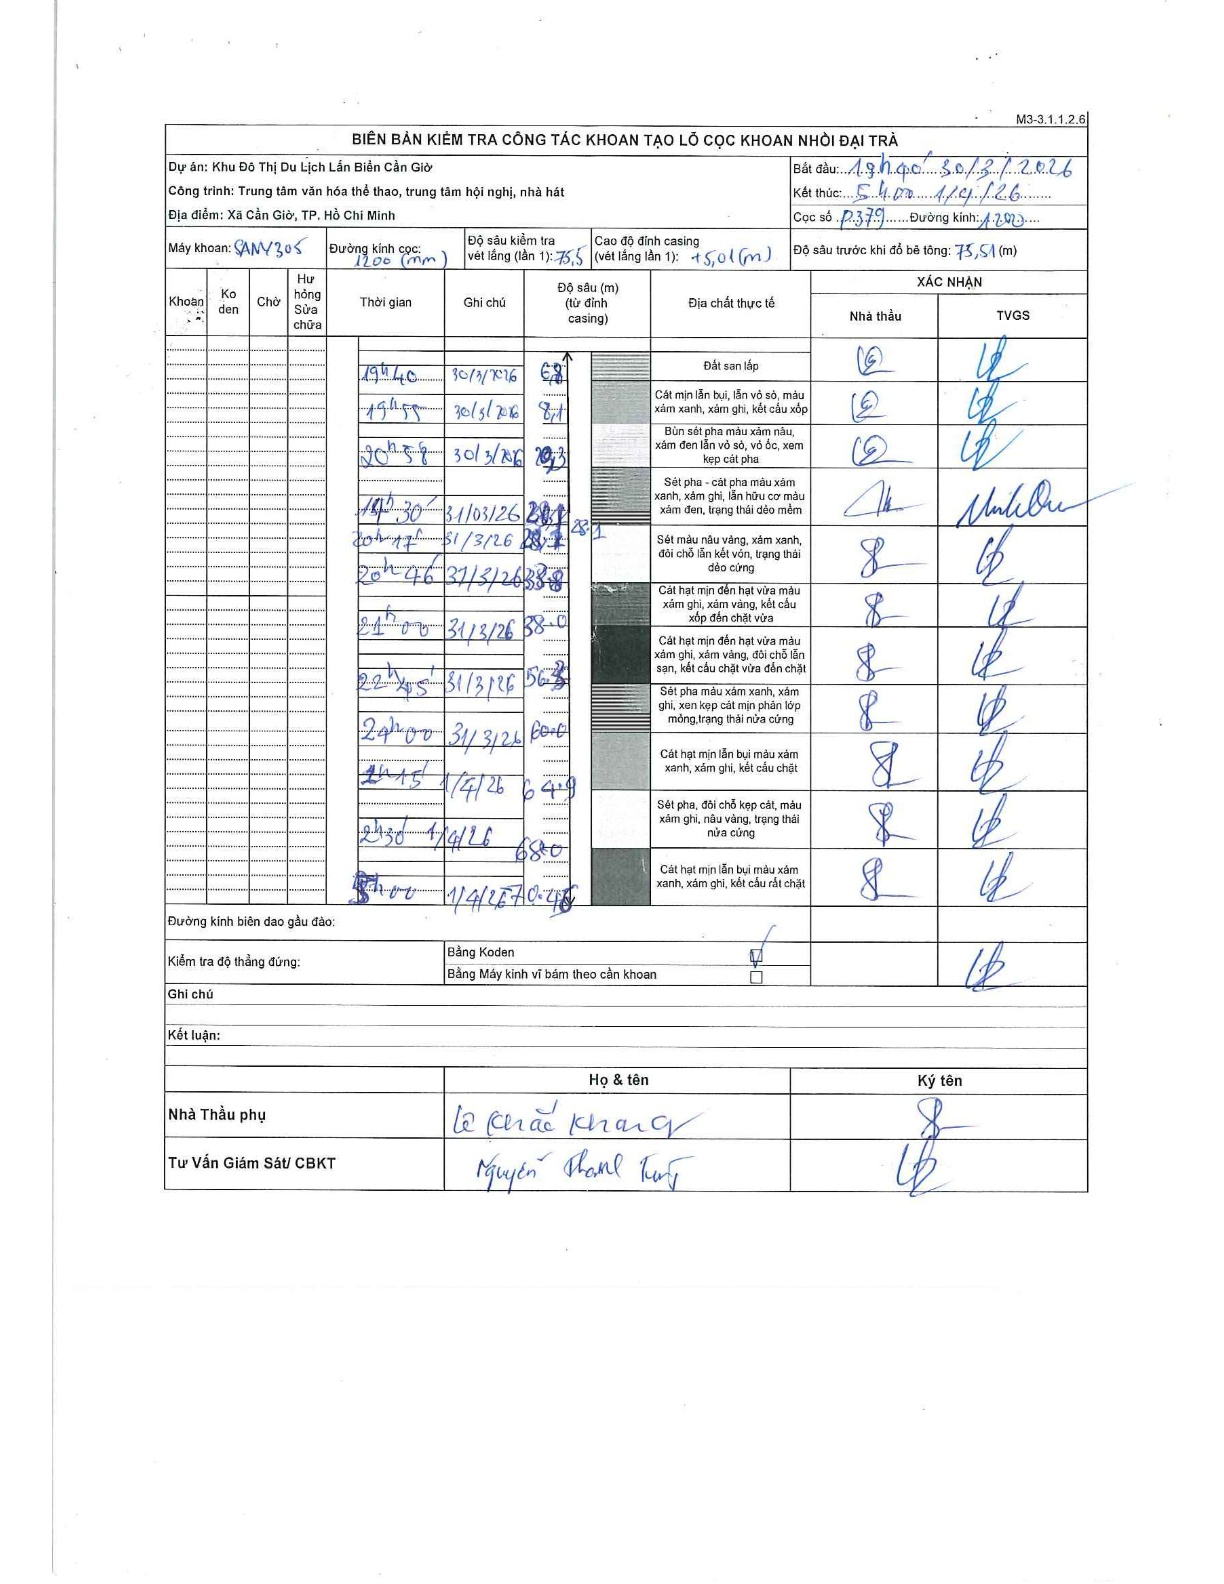 M3-3.1.1.2.6
BIÊN BẢN KIỂM TRA CÔNG TÁC KHOAN TẠO LỖ CỌC KHOAN NHỒI ĐẠI TRÀ
Dự án: Khu Đô Thị Du Lịch Lấn Biển Cần Giờ
Công trình: Trung tâm văn hóa thể thao, trung tâm hội nghị, nhà hát
Địa điểm: Xã Cần Giờ, TP. Hồ Chí Minh
Bắt đầu: 19h40 30/3/2026
Kết thúc: 5h00 1/4/26
Cọc số P379 Đường kính: 1200
Máy khoan: SANY305
Đường kính cọc: 1200 (mm)
Độ sâu kiểm tra vét lắng (lần 1): 75,5
Cao độ đỉnh casing (vét lắng lần 1): +5,01(m)
Độ sâu trước khi đổ bê tông: 75,51 (m)
Khoan
Ko den
Chờ
Hư hỏng Sửa chữa
Thời gian
Ghi chú
Độ sâu (m) (từ đỉnh casing)
Địa chất thực tế
XÁC NHẬN
Nhà thầu
TVGS
19h40 30/3/2026 6,8
Đất san lấp
19h55 30/3/2026 8,1
Cát mịn lẫn bụi, lẫn vỏ sò, màu
xám xanh, xám ghi, kết cấu xốp
20h58 30/3/2026
Bùn sét pha màu xám nâu,
xám đen lẫn vỏ sò, vỏ ốc, xem
kẹp cát pha
31/03/26
Sét pha - cát pha màu xám
xanh, xám ghi, lẫn hữu cơ màu
xám đen, trạng thái dẻo mềm
20h17' 31/3/26 28.1
Sét màu nâu vàng, xám xanh,
đôi chỗ lẫn kết vón, trạng thái
dẻo cứng
20h46' 31/3/26
Cát hạt mịn đến hạt vừa màu
xám ghi, xám vàng, kết cấu
xốp đến chặt vừa
21h00 31/3/26 38.0
Cát hạt mịn đến hạt vừa màu
xám ghi, xám vàng, đôi chỗ lẫn
sạn, kết cấu chặt vừa đến chặt
22h45' 31/3/26
Sét pha màu xám xanh, xám
ghi, xen kẹp cát mịn phân lớp
mỏng,trạng thái nửa cứng
24h00 31/3/26 60.0
Cát hạt mịn lẫn bụi màu xám
xanh, xám ghi, kết cấu chặt
1/4/26 64.9
Sét pha, đôi chỗ kẹp cát, màu
xám ghi, nâu vàng, trạng thái
nửa cứng
2h30 1/4/26 68.0
Cát hạt mịn lẫn bụi màu xám
xanh, xám ghi, kết cấu rất chặt
1/4/26
Đường kính biên dao gầu đào:
Kiểm tra độ thẳng đứng:
Bằng Koden
Bằng Máy kinh vĩ bám theo cần khoan
Ghi chú
Kết luận:
Họ & tên
Ký tên
Nhà Thầu phụ
Lê Khắc Khang
Tư Vấn Giám Sát/ CBKT
Nguyễn Thanh Tùng